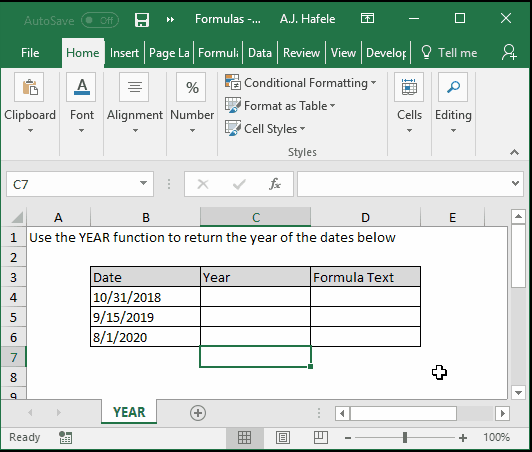 AutoSave Off Formulas -... A.J. Hafele
File Home Insert Page La Formula Data Review View Develop Tell me
Clipboard Font Alignment Number Conditional Formatting Format as Table Cell Styles Cells Editing
%
Styles
C7 fx
A B C D E
1 Use the YEAR function to return the year of the dates below
2
3 Date Year Formula Text
4 10/31/2018
5 9/15/2019
6 8/1/2020
7
8
9
YEAR
Ready 100%